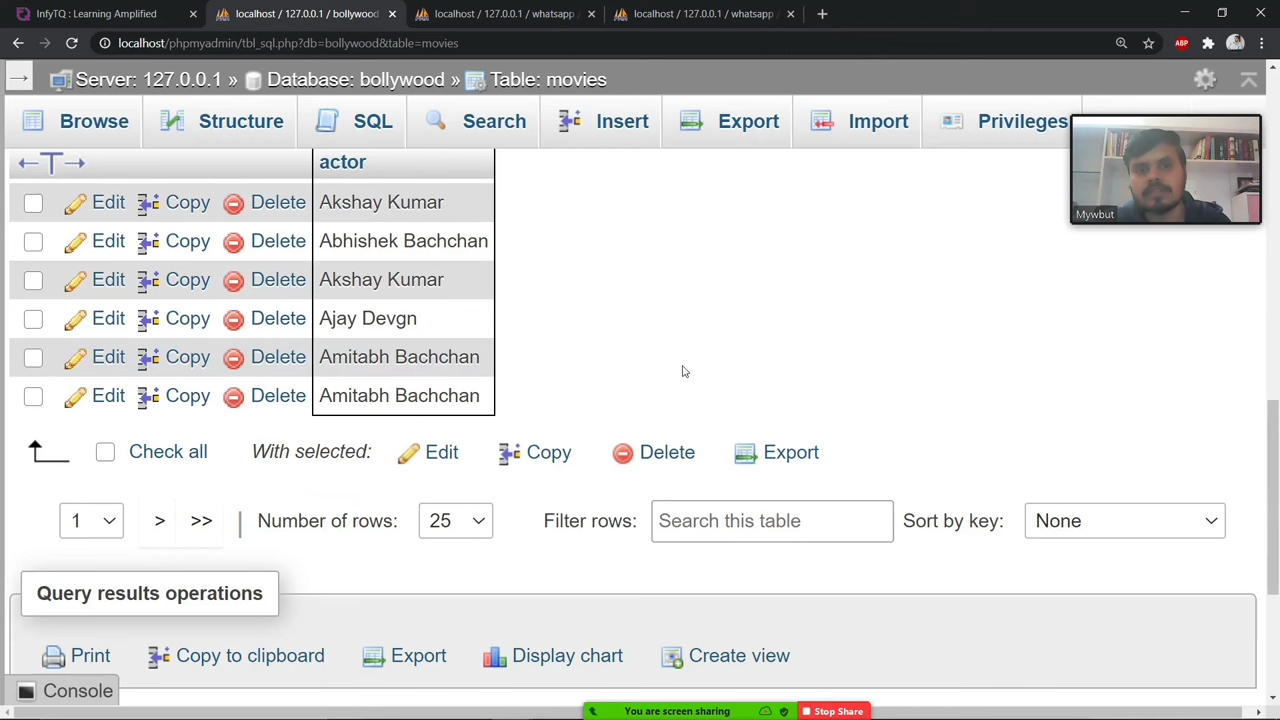 InfyTQ : Learning Amplified
localhost / 127.0.0.1 / bollywood
localhost / 127.0.0.1 / whatsapp
localhost / 127.0.0.1 / whatsapp
localhost/phpmyadmin/tbl_sql.php?db=bollywood&table=movies
ABP
Server: 127.0.0.1 » Database: bollywood » Table: movies
Browse Structure SQL Search Insert Export Import Privileges
Mywbut
←T→ actor
Edit Copy Delete Akshay Kumar
Edit Copy Delete Abhishek Bachchan
Edit Copy Delete Akshay Kumar
Edit Copy Delete Ajay Devgn
Edit Copy Delete Amitabh Bachchan
Edit Copy Delete Amitabh Bachchan
Check all With selected: Edit Copy Delete Export
1 > >> | Number of rows: 25 Filter rows: Search this table Sort by key: None
Query results operations
Print Copy to clipboard Export Display chart Create view
Console
You are screen sharing Stop Share